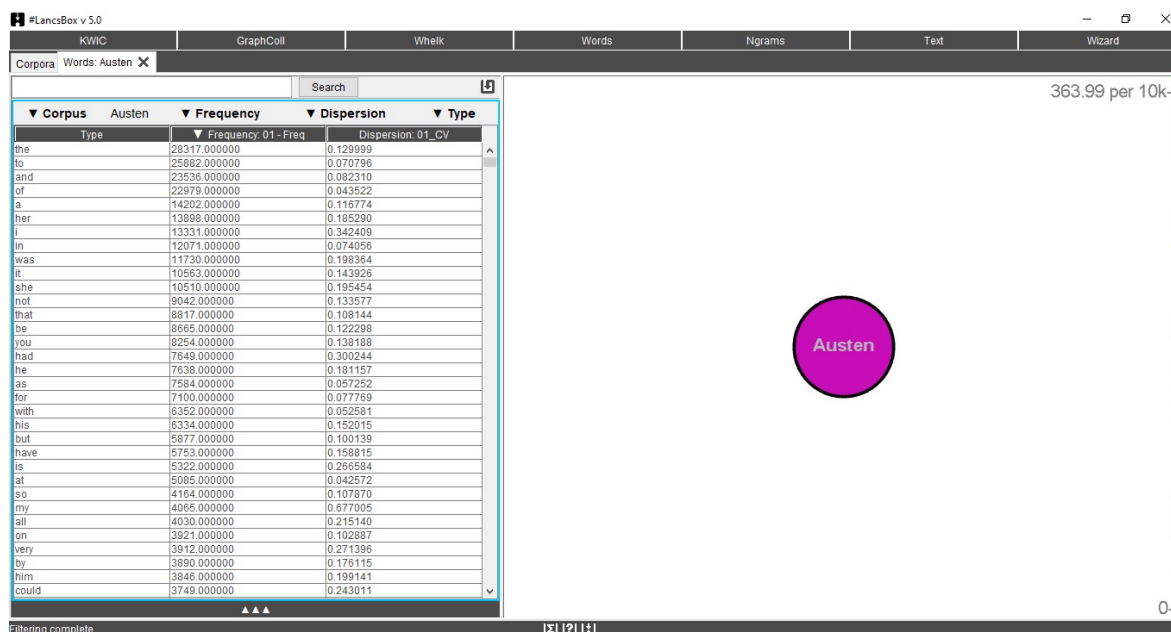 #LancsBox v 5.0
KWIC GraphColl Whelk Words Ngrams Text Wizard
Corpora Words: Austen
Search
363.99 per 10k-
▼ Corpus Austen ▼ Frequency ▼ Dispersion ▼ Type
Type ▼ Frequency: 01 - Freq Dispersion: 01_CV
the 28317.000000 0.129999
to 25882.000000 0.070796
and 23536.000000 0.082310
of 22979.000000 0.043522
a 14202.000000 0.116774
her 13898.000000 0.185290
i 13331.000000 0.342409
in 12071.000000 0.074056
was 11730.000000 0.198364
it 10563.000000 0.143926
she 10510.000000 0.195454
not 9042.000000 0.133577
that 8817.000000 0.108144
be 8665.000000 0.122298
you 8254.000000 0.138188
had 7649.000000 0.300244
he 7638.000000 0.181157
as 7584.000000 0.057252
for 7100.000000 0.077769
with 6352.000000 0.052581
his 6334.000000 0.152015
but 5877.000000 0.100139
have 5753.000000 0.158815
is 5322.000000 0.266584
at 5085.000000 0.042572
so 4164.000000 0.107870
my 4065.000000 0.677005
all 4030.000000 0.215140
on 3921.000000 0.102887
very 3912.000000 0.271396
by 3890.000000 0.176115
him 3846.000000 0.199141
could 3749.000000 0.243011
Austen
0-
▲▲▲
Filtering complete |Σ| |?| |±|